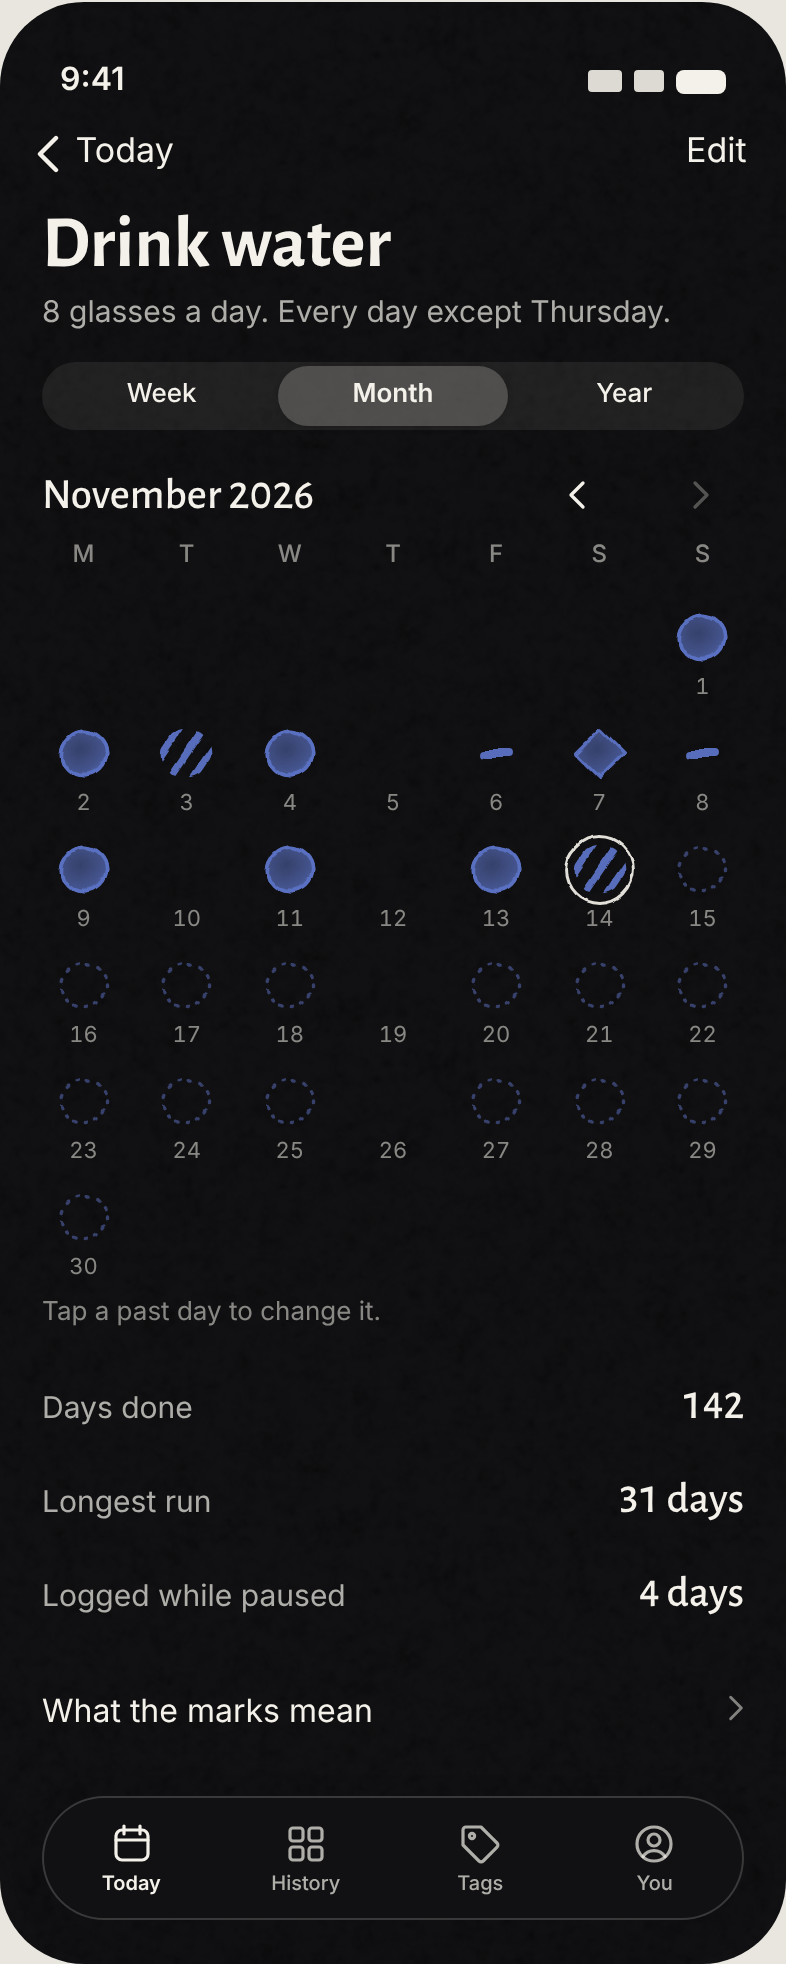 9:41
Today Edit
Drink water
8 glasses a day. Every day except Thursday.
Week Month Year
November 2026
M T W T F S S
1
2 3 4 5 6 7 8
9 10 11 12 13 14 15
16 17 18 19 20 21 22
23 24 25 26 27 28 29
30
Tap a past day to change it.
Days done 142
Longest run 31 days
Logged while paused 4 days
What the marks mean
Today History Tags You